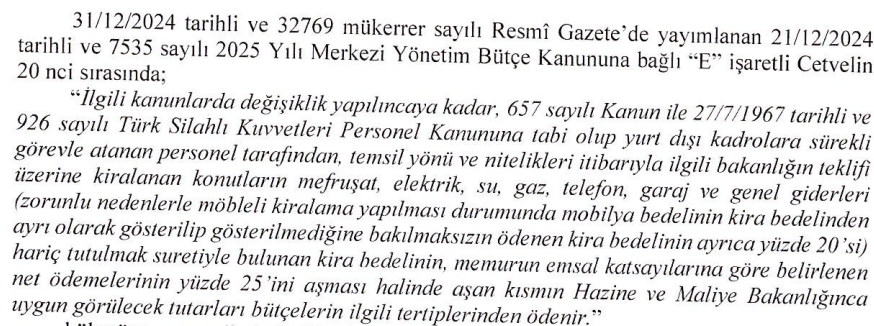 31/12/2024 tarihli ve 32769 mükerrer sayılı Resmî Gazete’de yayımlanan 21/12/2024
tarihli ve 7535 sayılı 2025 Yılı Merkezi Yönetim Bütçe Kanununa bağlı “E” işaretli Cetvelin
20 nci sırasında;
“İlgili kanunlarda değişiklik yapılıncaya kadar, 657 sayılı Kanun ile 27/7/1967 tarihli ve
926 sayılı Türk Silahlı Kuvvetleri Personel Kanununa tabi olup yurt dışı kadrolara sürekli
görevle atanan personel tarafından, temsil yönü ve nitelikleri itibarıyla ilgili bakanlığın teklifi
üzerine kiralanan konutların mefruşat, elektrik, su, gaz, telefon, garaj ve genel giderleri
(zorunlu nedenlerle möbleli kiralama yapılması durumunda mobilya bedelinin kira bedelinden
ayrı olarak gösterilip gösterilmediğine bakılmaksızın ödenen kira bedelinin ayrıca yüzde 20’si)
hariç tutulmak suretiyle bulunan kira bedelinin, memurun emsal katsayılarına göre belirlenen
net ödemelerinin yüzde 25’ini aşması halinde aşan kısmın Hazine ve Maliye Bakanlığınca
uygun görülecek tutarları bütçelerin ilgili tertiplerinden ödenir.”